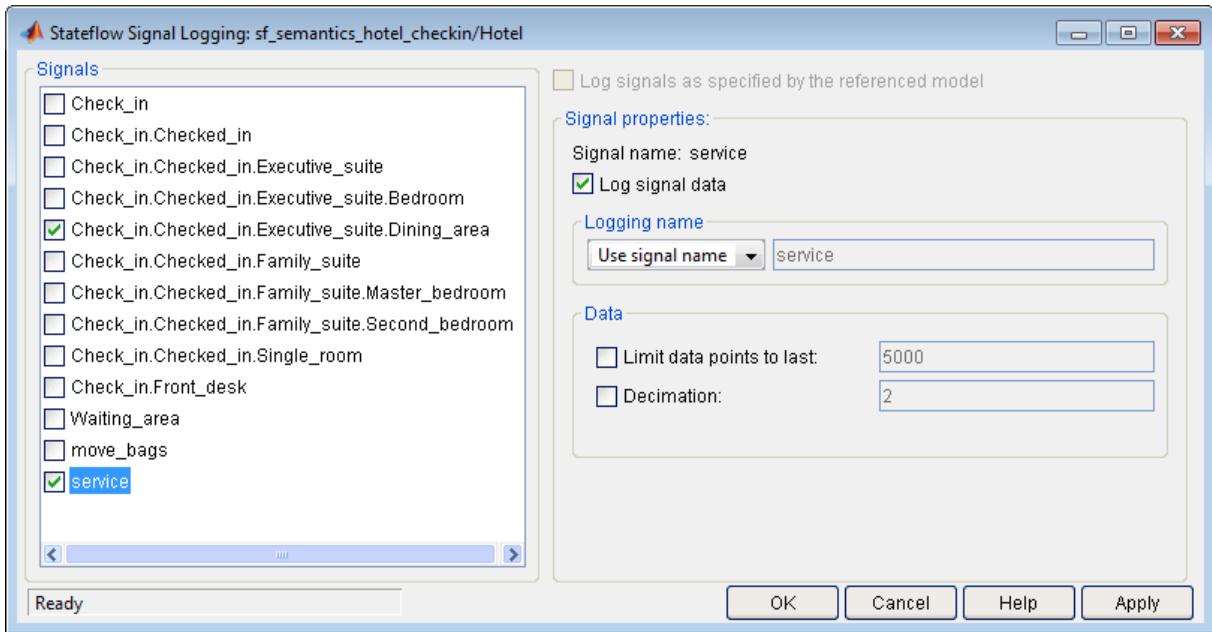 Stateflow Signal Logging: sf_semantics_hotel_checkin/Hotel
Signals
Check_in
Check_in.Checked_in
Check_in.Checked_in.Executive_suite
Check_in.Checked_in.Executive_suite.Bedroom
Check_in.Checked_in.Executive_suite.Dining_area
Check_in.Checked_in.Family_suite
Check_in.Checked_in.Family_suite.Master_bedroom
Check_in.Checked_in.Family_suite.Second_bedroom
Check_in.Checked_in.Single_room
Check_in.Front_desk
Waiting_area
move_bags
service
Log signals as specified by the referenced model
Signal properties:
Signal name: service
Log signal data
Logging name
Use signal name service
Data
Limit data points to last: 5000
Decimation: 2
Ready
OK Cancel Help Apply